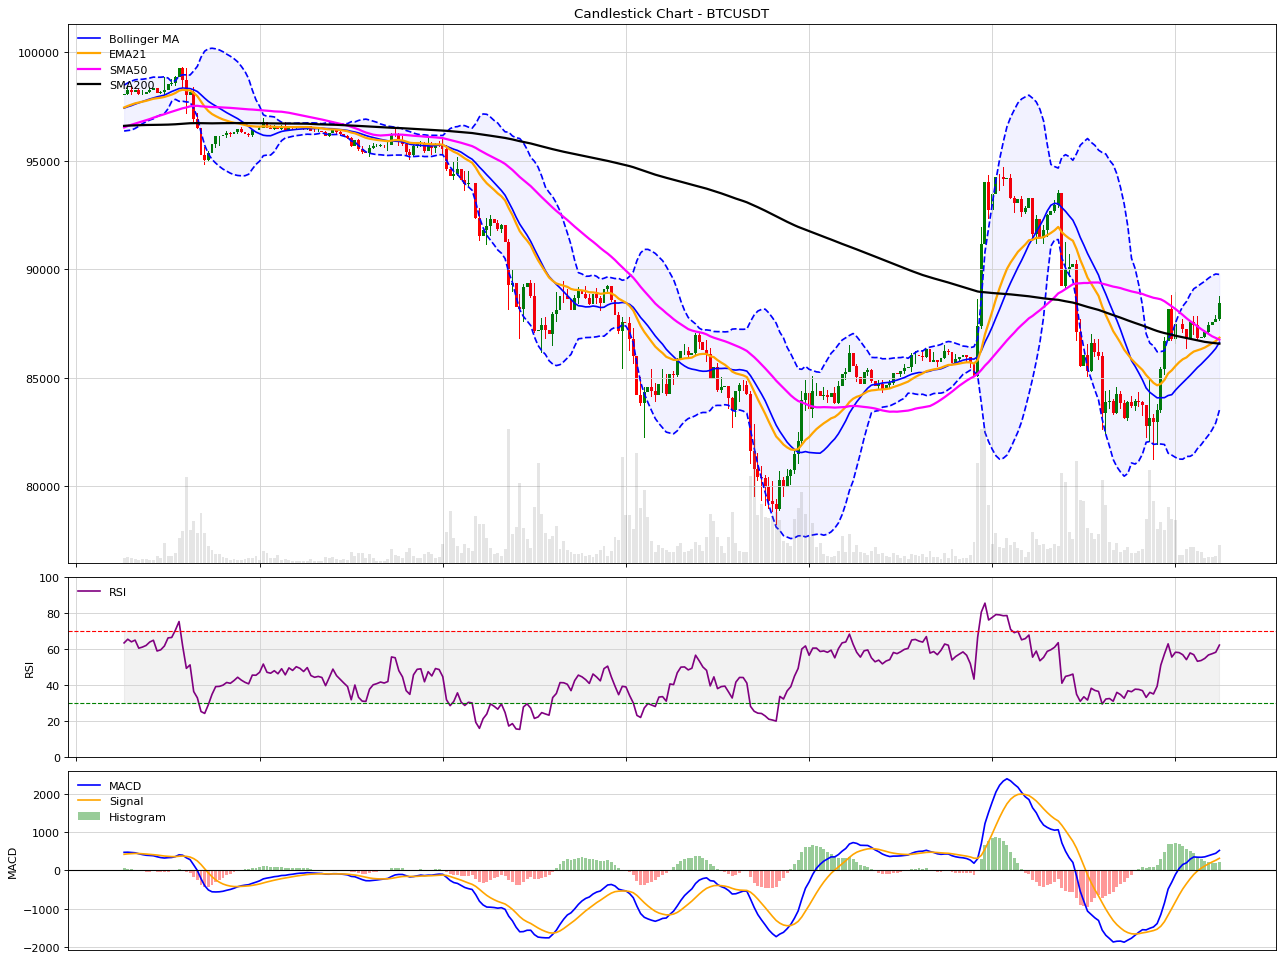 Candlestick Chart - BTCUSDT
Bollinger MA
EMA21
SMA50
SMA200
100000
95000
90000
85000
80000
RSI
100
80
60
40
20
0
RSI
MACD
Signal
Histogram
2000
1000
0
−1000
−2000
MACD